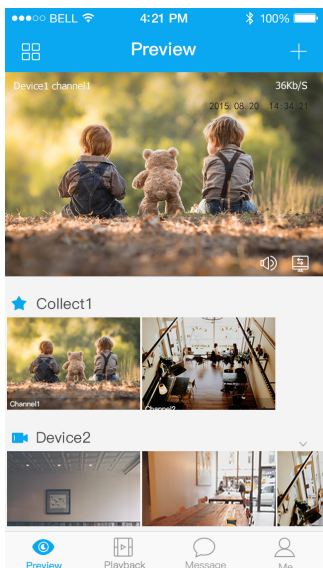 BELL 4:21 PM 100%
Preview
Device1 channel1 36Kb/S
2015. 08. 20 14. 34. 21
Collect1
Channel1 Channel2
Device2
Preview Playback Message Me